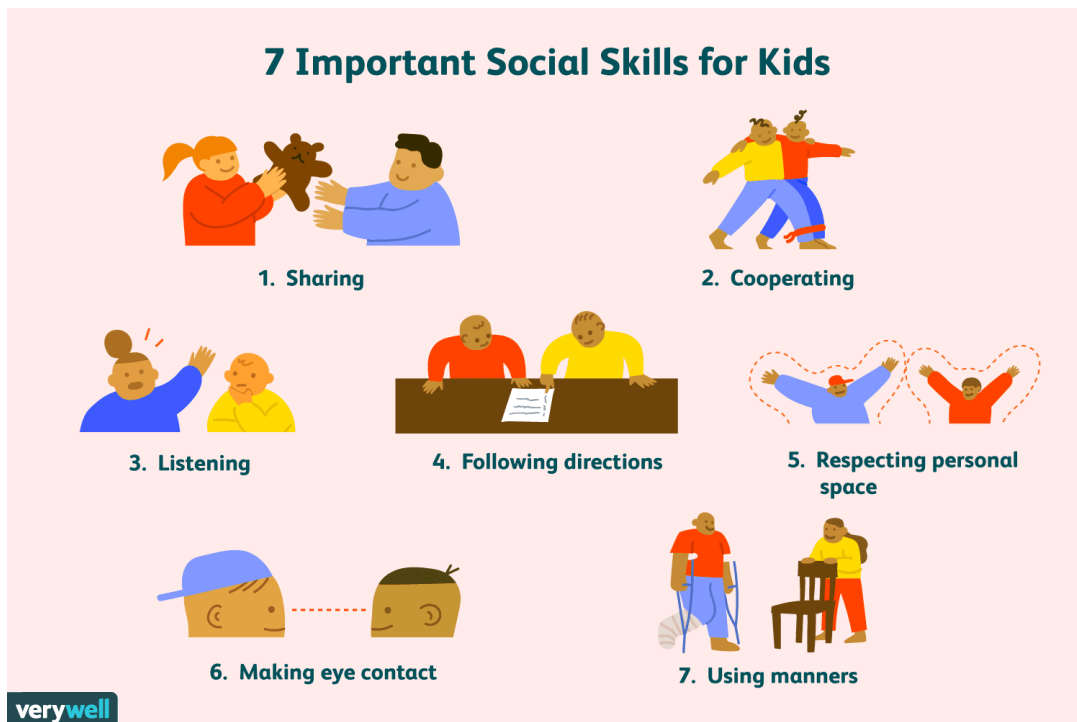 7 Important Social Skills for Kids
1. Sharing
2. Cooperating
3. Listening
4. Following directions
5. Respecting personal
space
6. Making eye contact
7. Using manners
verywell